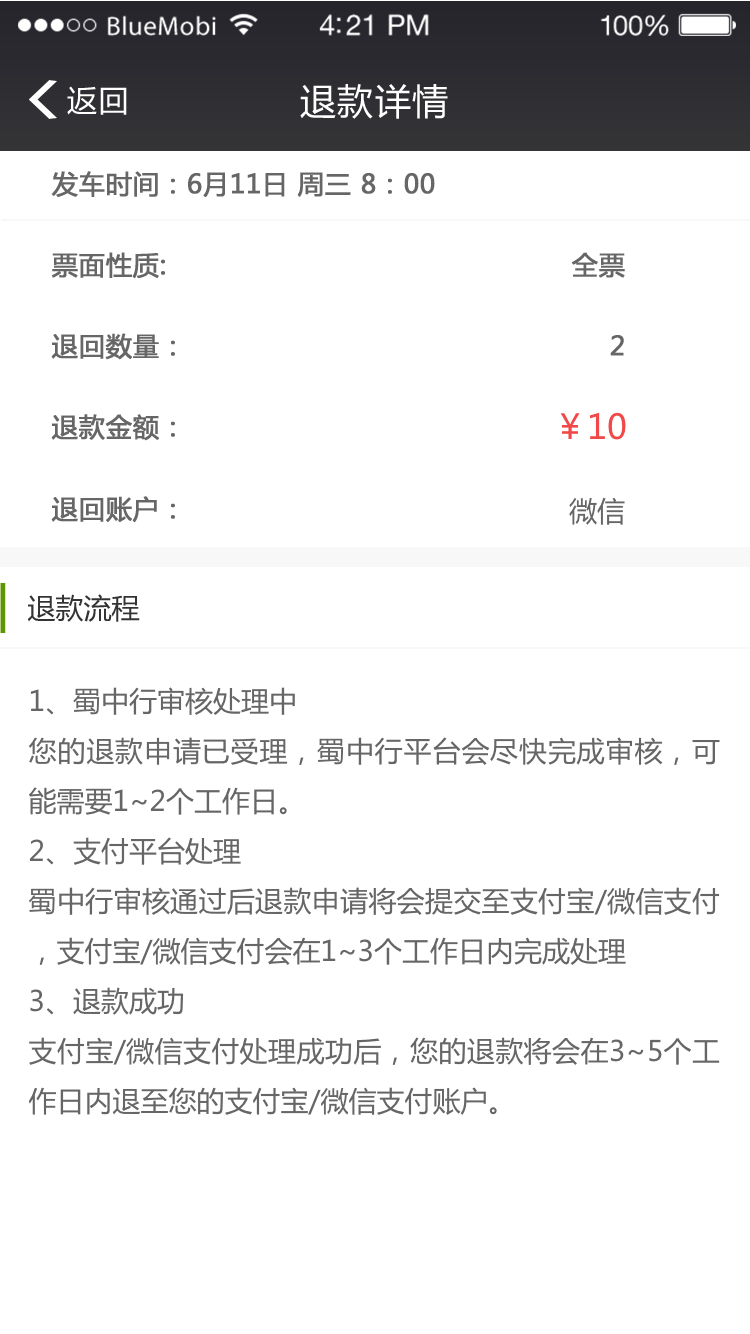 BlueMobi 4:21 PM 100%
返回 退款详情
发车时间：6月11日 周三 8：00
票面性质: 全票
退回数量： 2
退款金额： ￥10
退回账户： 微信
退款流程
1、蜀中行审核处理中
您的退款申请已受理，蜀中行平台会尽快完成审核，可
能需要1~2个工作日。
2、支付平台处理
蜀中行审核通过后退款申请将会提交至支付宝/微信支付
，支付宝/微信支付会在1~3个工作日内完成处理
3、退款成功
支付宝/微信支付处理成功后，您的退款将会在3~5个工
作日内退至您的支付宝/微信支付账户。